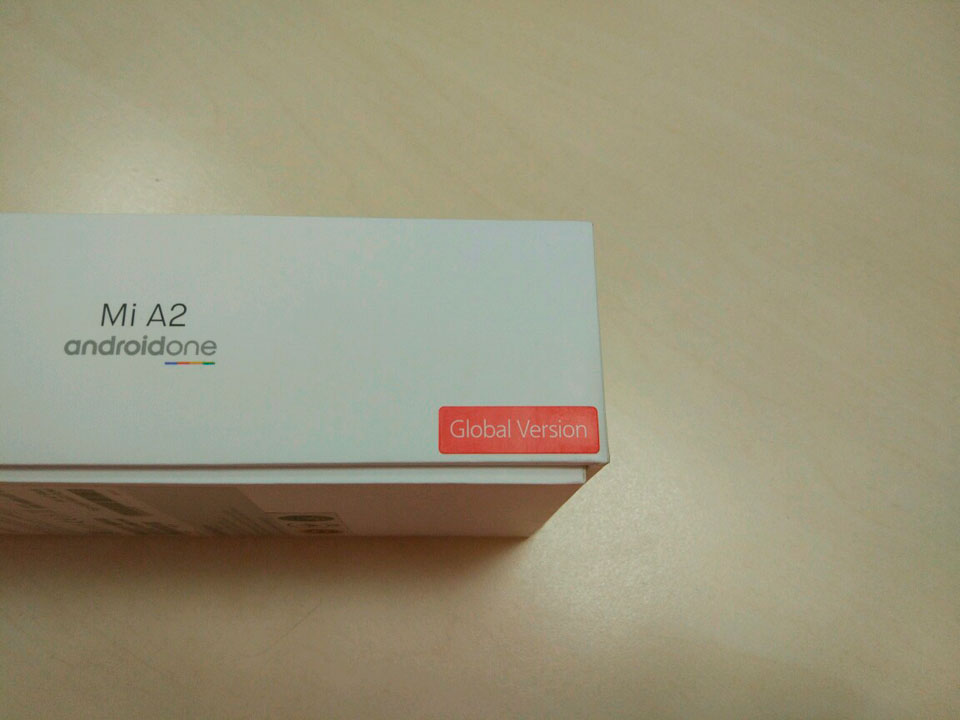 Mi A2
androidone
Global Version